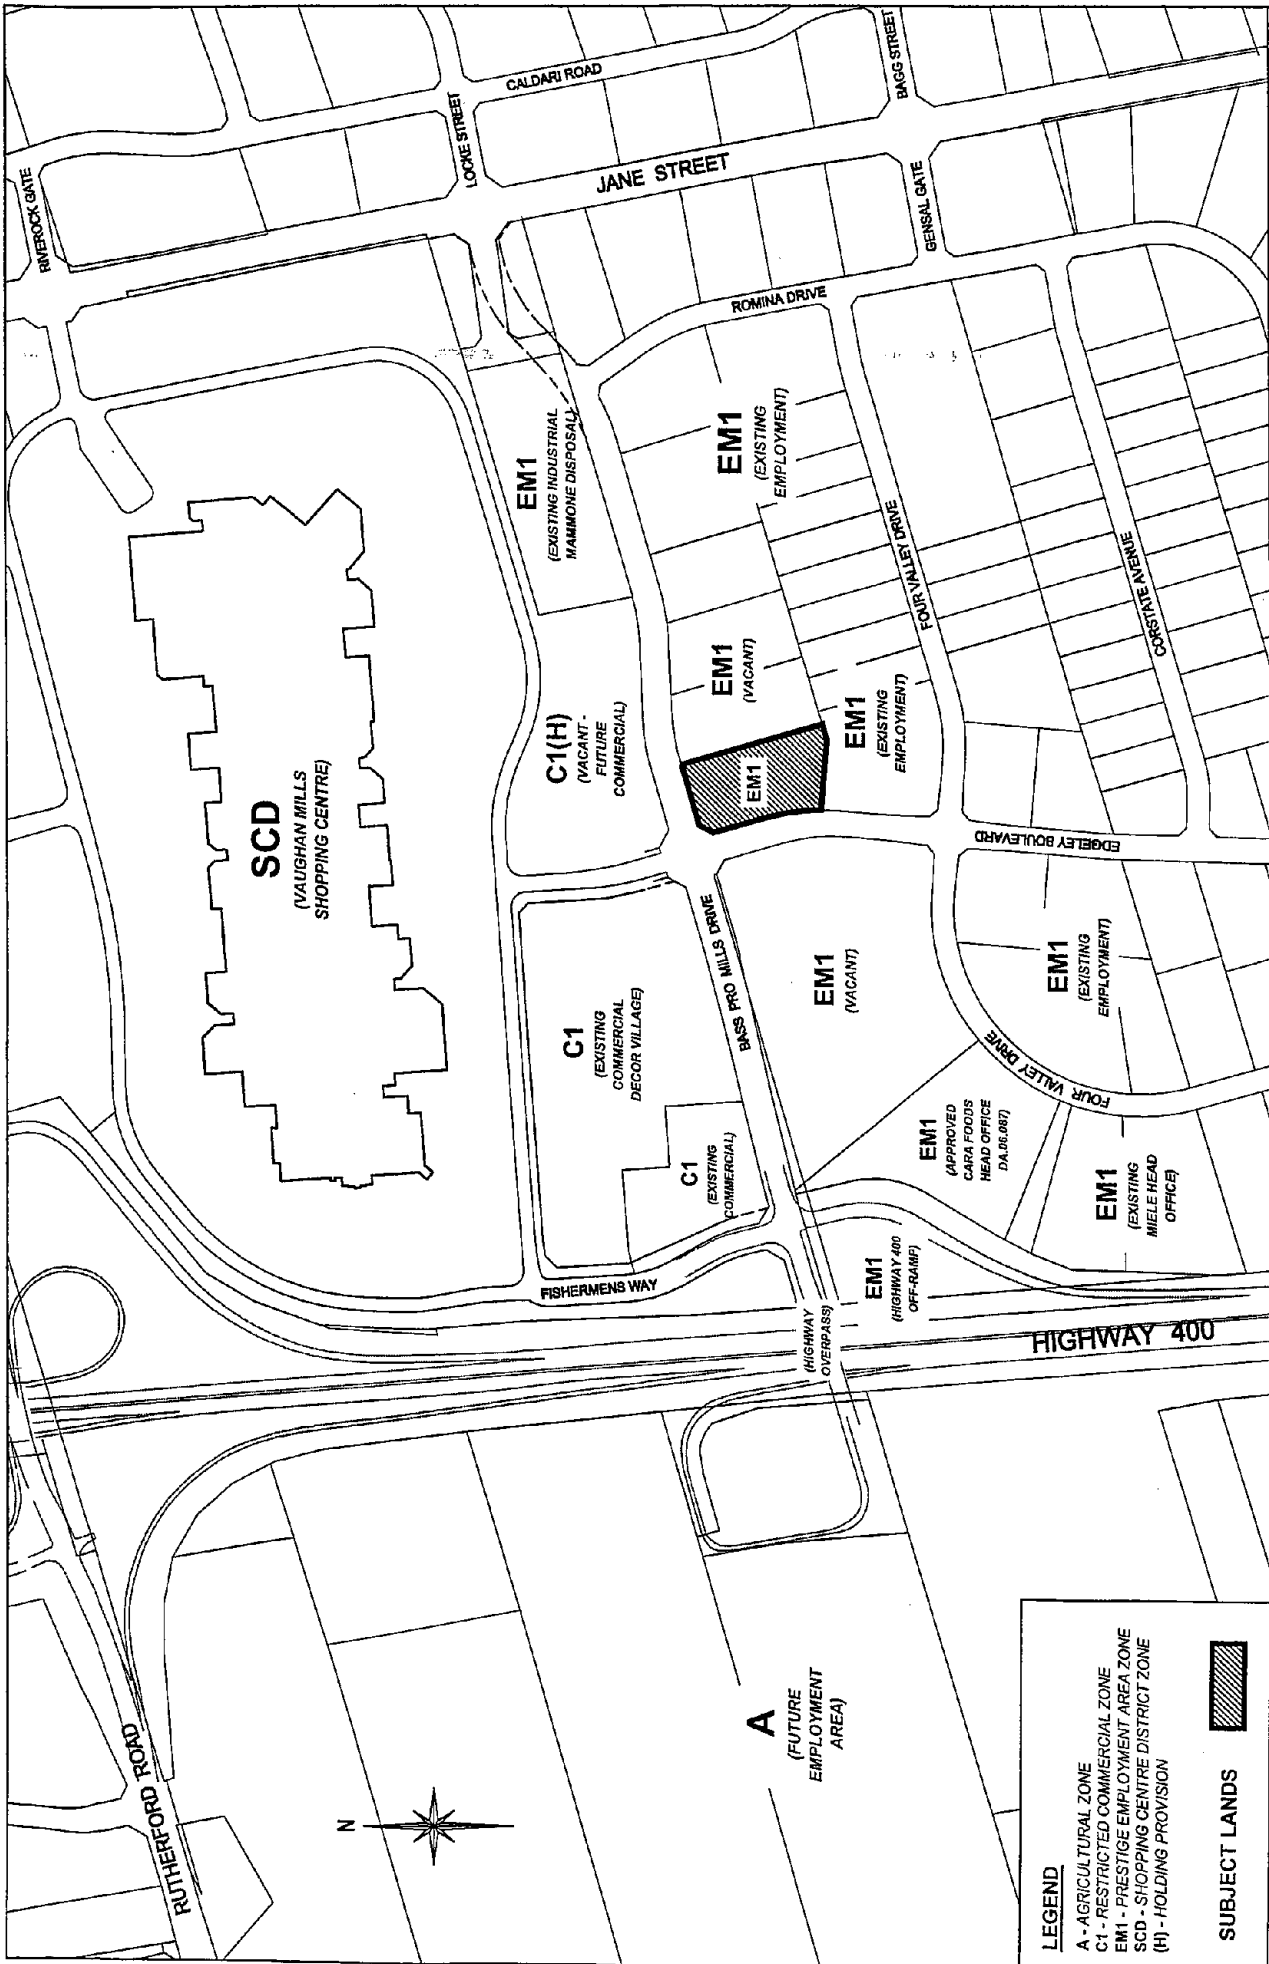 RUTHERFORD ROAD
N
SCD
(VAUGHAN MILLS
SHOPPING CENTRE)
RIVEROCK GATE
CALDARI ROAD
LOCKE STREET
BAGG STREET
JANE STREET
GENSAL GATE
ROMINA DRIVE
EM1
(EXISTING INDUSTRIAL
MAMMONE DISPOSAL)
EM1
(EXISTING
EMPLOYMENT)
C1(H)
(VACANT -
FUTURE
COMMERCIAL)
EM1
(VACANT)
EM1
EM1
(EXISTING
EMPLOYMENT)
FOUR VALLEY DRIVE
CORSTATE AVENUE
EDGELEY BOULEVARD
C1
(EXISTING
COMMERCIAL
DECOR VILLAGE)
C1
(EXISTING
COMMERCIAL)
BASS PRO MILLS DRIVE
FISHERMENS WAY
EM1
(VACANT)
EM1
(EXISTING
EMPLOYMENT)
FOUR VALLEY DRIVE
EM1
(APPROVED
CARA FOODS
HEAD OFFICE
DA.06.087)
EM1
(EXISTING
MIELE HEAD
OFFICE)
EM1
(HIGHWAY 400
OFF-RAMP)
(HIGHWAY
OVERPASS)
HIGHWAY 400
A
(FUTURE
EMPLOYMENT
AREA)
LEGEND
A - AGRICULTURAL ZONE
C1 - RESTRICTED COMMERCIAL ZONE
EM1 - PRESTIGE EMPLOYMENT AREA ZONE
SCD - SHOPPING CENTRE DISTRICT ZONE
(H) - HOLDING PROVISION
SUBJECT LANDS